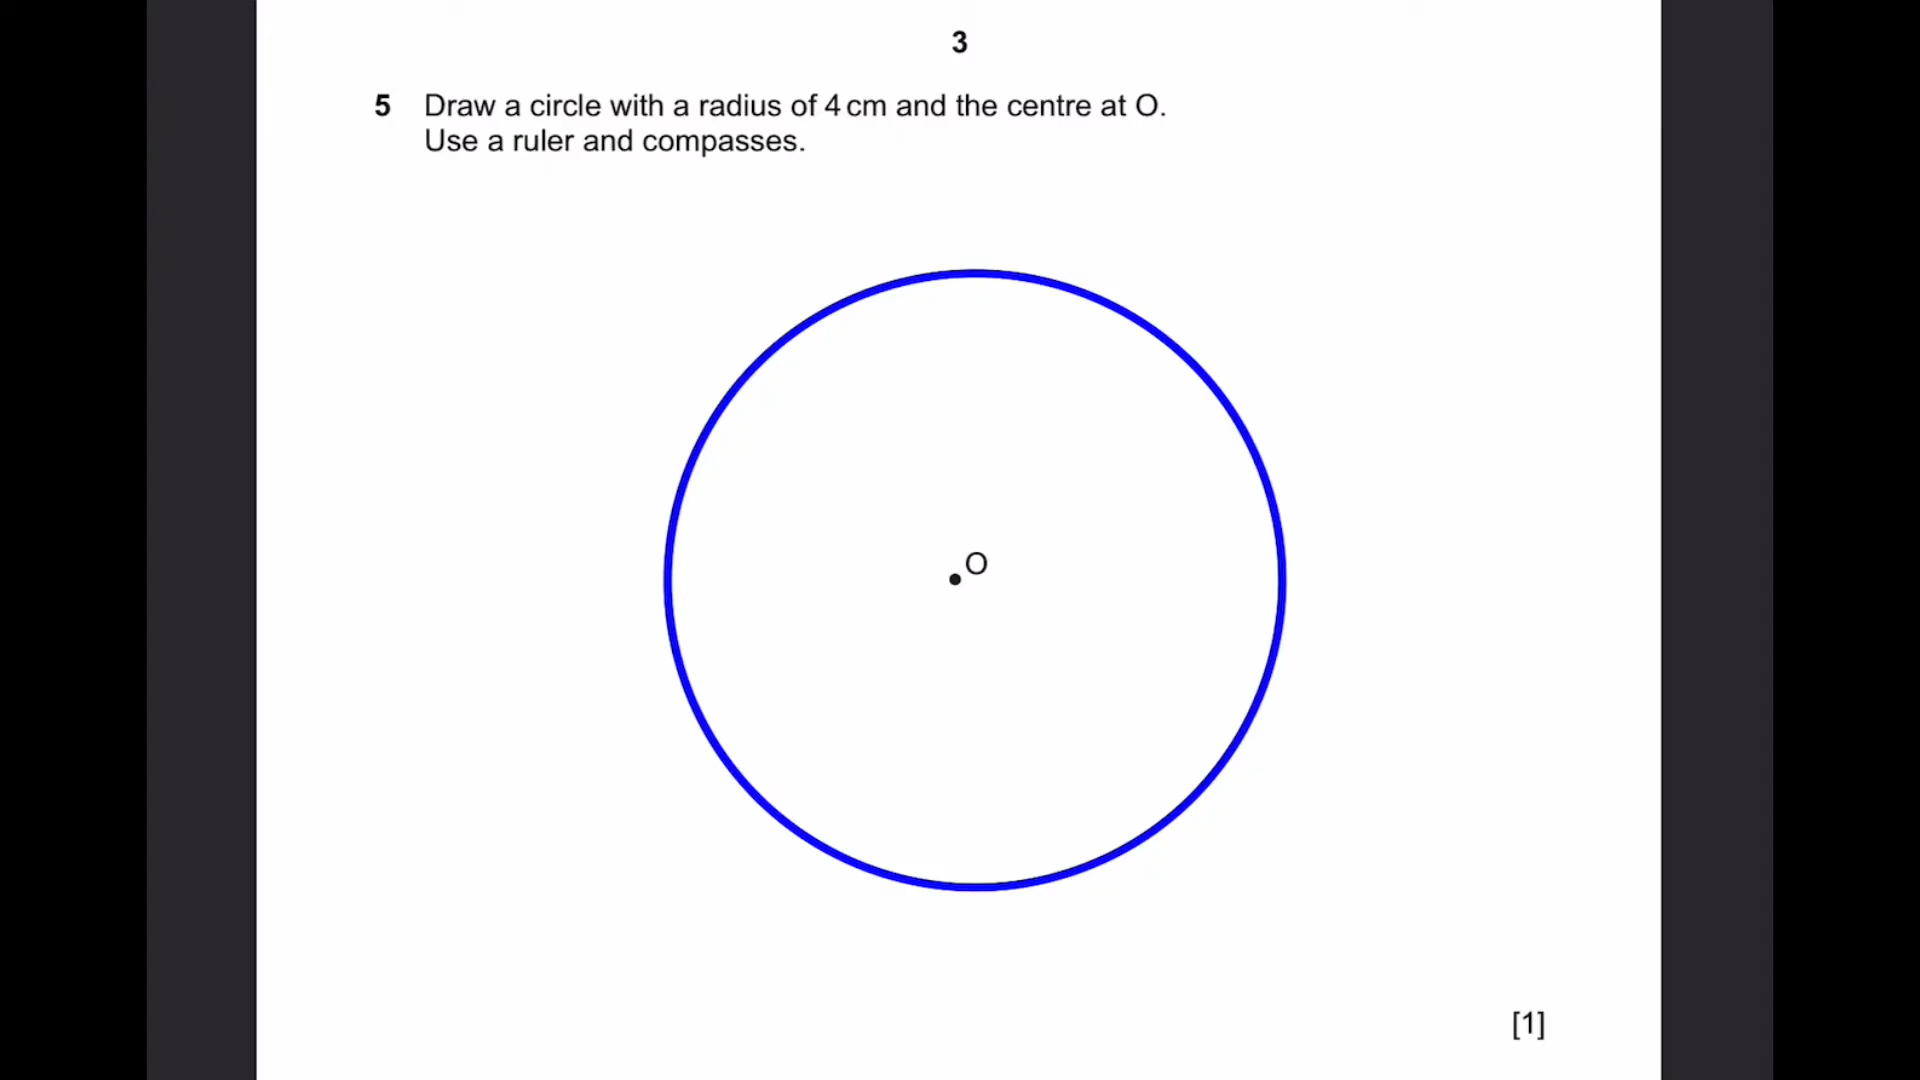 3
5 Draw a circle with a radius of 4 cm and the centre at O.
Use a ruler and compasses.
O
[1]